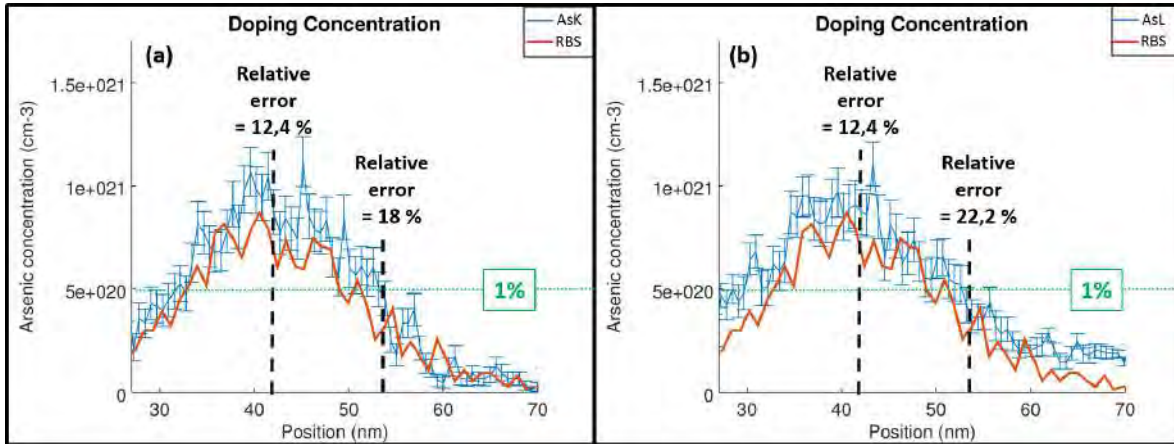 Doping Concentration
AsK
RBS
(a)
Relative
error
= 12,4 %
Relative
error
= 18 %
1%
1.5e+021
1e+021
5e+020
0
Arsenic concentration (cm-3)
30
40
50
60
70
Position (nm)
Doping Concentration
AsL
RBS
(b)
Relative
error
= 12,4 %
Relative
error
= 22,2 %
1%
1.5e+021
1e+021
5e+020
0
Arsenic concentration (cm-3)
30
40
50
60
70
Position (nm)